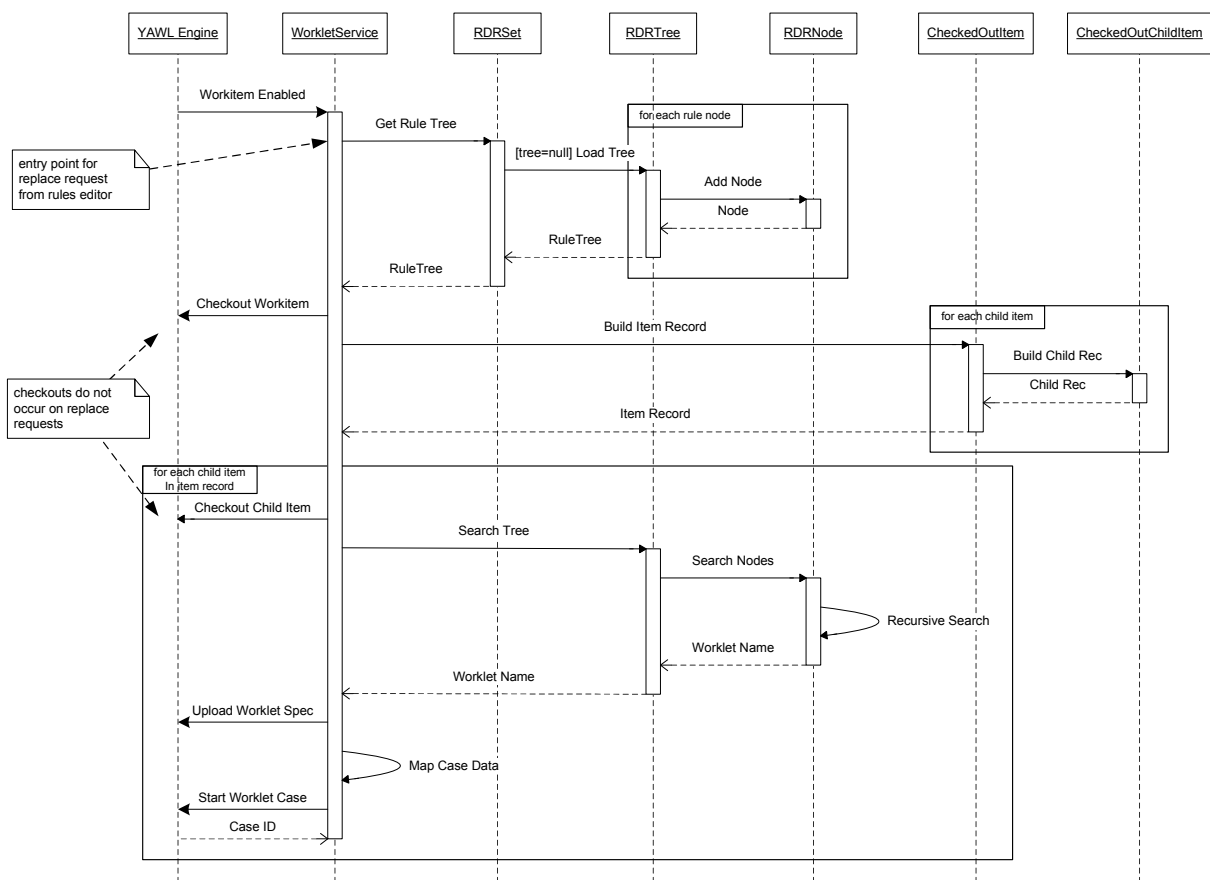 YAWL Engine
WorkletService
RDRSet
RDRTree
RDRNode
CheckedOutItem
CheckedOutChildItem
Workitem Enabled
for each rule node
Get Rule Tree
[tree=null] Load Tree
entry point for
replace request
from rules editor
Add Node
Node
RuleTree
RuleTree
Checkout Workitem
for each child item
Build Item Record
Build Child Rec
Child Rec
checkouts do not
occur on replace
requests
Item Record
for each child item
In item record
Checkout Child Item
Search Tree
Search Nodes
Recursive Search
Worklet Name
Worklet Name
Upload Worklet Spec
Map Case Data
Start Worklet Case
Case ID